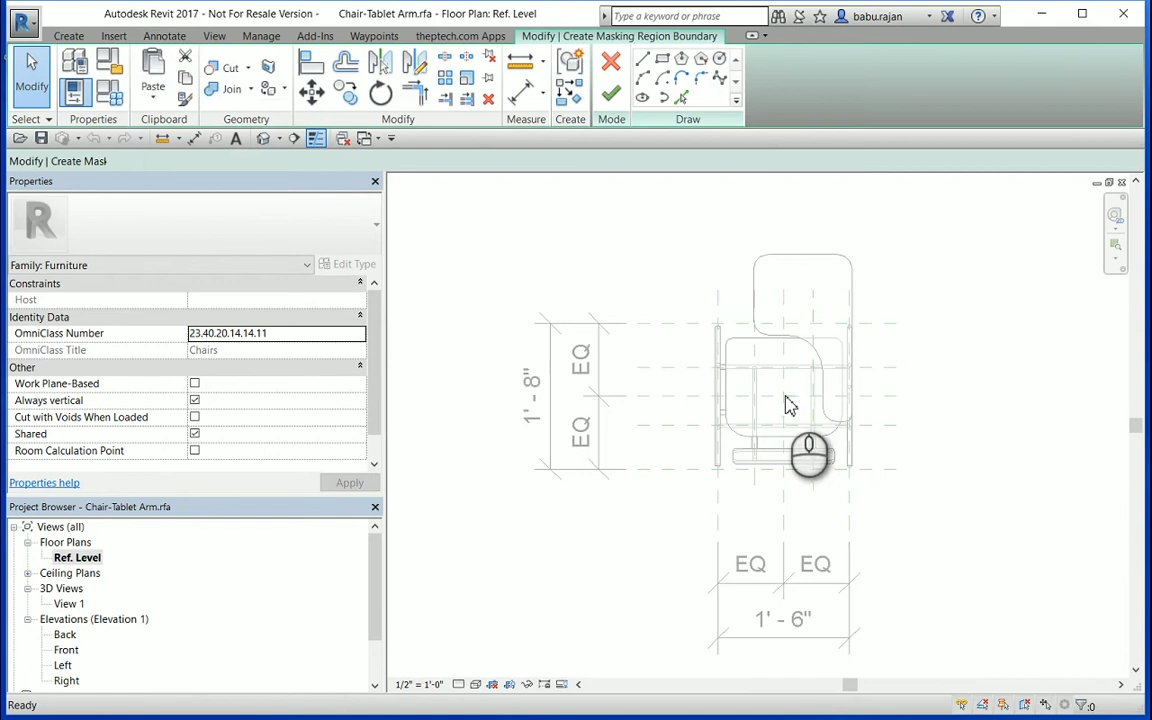 Autodesk Revit 2017 - Not For Resale Version - Chair-Tablet Arm.rfa - Floor Plan: Ref. Level
Type a keyword or phrase
babu.rajan
Create Insert Annotate View Manage Add-Ins Waypoints theptech.com Apps Modify | Create Masking Region Boundary
Modify Paste Cut Join
Select Properties Clipboard Geometry Modify Measure Create Mode Draw
Modify | Create Mas
Properties
R
Family: Furniture Edit Type
Constraints
Host
Identity Data
OmniClass Number 23.40.20.14.14.11
OmniClass Title Chairs
Other
Work Plane-Based
Always vertical
Cut with Voids When Loaded
Shared
Room Calculation Point
Properties help Apply
Project Browser - Chair-Tablet Arm.rfa
Views (all)
Floor Plans
Ref. Level
Ceiling Plans
3D Views
View 1
Elevations (Elevation 1)
Back
Front
Left
Right
1' - 8"
EQ
EQ
EQ EQ
1' - 6"
1/2" = 1'-0"
Ready
:0